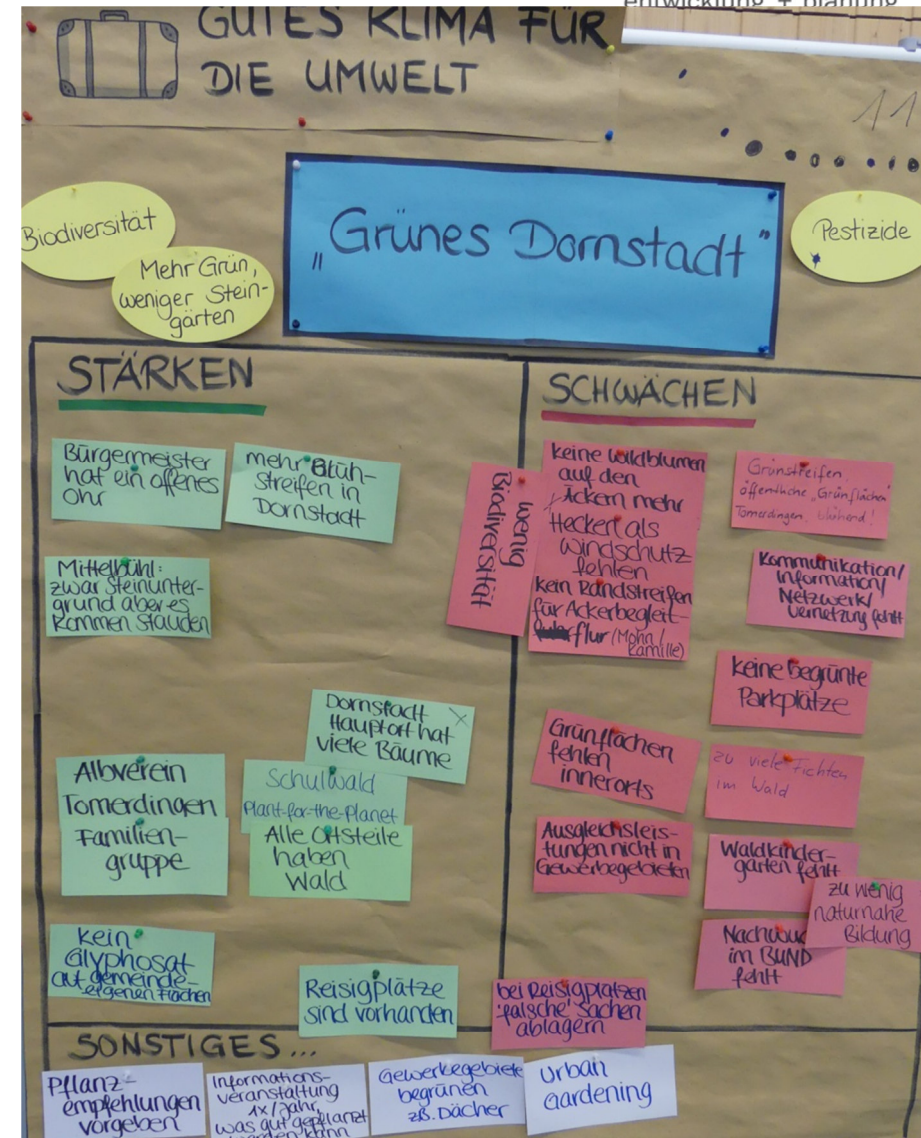 entwicklung + planung
GUTES KLIMA FÜR
DIE UMWELT
11
„Grünes Dornstadt"
Biodiversität
Mehr Grün,
weniger Stein-
gärten
Pestizide
STÄRKEN
Bürgermeister
hat ein offenes
Ohr
mehr Blüh-
streifen in
Dornstadt
Mittelbühl:
zwar Steinunter-
grund aber es
kommen Stauden
Dornstadt
Hauptort hat
viele Bäume
Albverein
Tomerdingen
Familien-
gruppe
Schulwald
Plant-for-the-Planet
Alle Ortsteile
haben
Wald
kein
Glyphosat
auf gemeinde-
eigenen Flächen
Reisigplätze
sind vorhanden
SCHWÄCHEN
wenig
Biodiversität
keine Wildblumen
auf den
Äckern mehr
Hecken als
Windschutz
fehlen
kein Randstreifen
für Ackerbegleit-
flur (Mohn/
Kamille)
Grünstreifen,
öffentliche „Grünflächen"
Tomerdingen, blühend!
Kommunikation/
Information/
Netzwerk/
Vernetzung fehlt
Keine begrünte
Parkplätze
Grünflächen
fehlen
innerorts
zu viele Fichten
im Wald
Ausgleichsleis-
tungen nicht in
Gewerbegebieten
Waldkinder-
garten fehlt
zu wenig
naturnahe
Bildung
im BUND
fehlt
bei Reisigplätzen
'falsche' Sachen
ablagern
SONSTIGES...
Pflanz-
empfehlungen
vorgeben
Informations-
veranstaltung
1x/Jahr,
was gut gepflanzt
werden kann
Gewerbegebiete
begrünen
zB. Dächer
Urban
Gardening